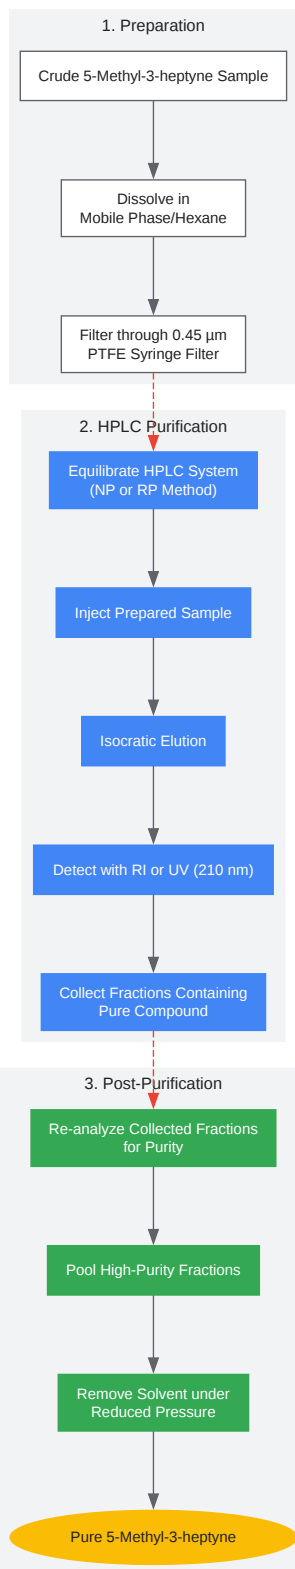 1. Preparation
Crude 5-Methyl-3-heptyne Sample
Dissolve in
Mobile Phase/Hexane
Filter through 0.45 µm
PTFE Syringe Filter
2. HPLC Purification
Equilibrate HPLC System
(NP or RP Method)
Inject Prepared Sample
Isocratic Elution
Detect with RI or UV (210 nm)
Collect Fractions Containing
Pure Compound
3. Post-Purification
Re-analyze Collected Fractions
for Purity
Pool High-Purity Fractions
Remove Solvent under
Reduced Pressure
Pure 5-Methyl-3-heptyne